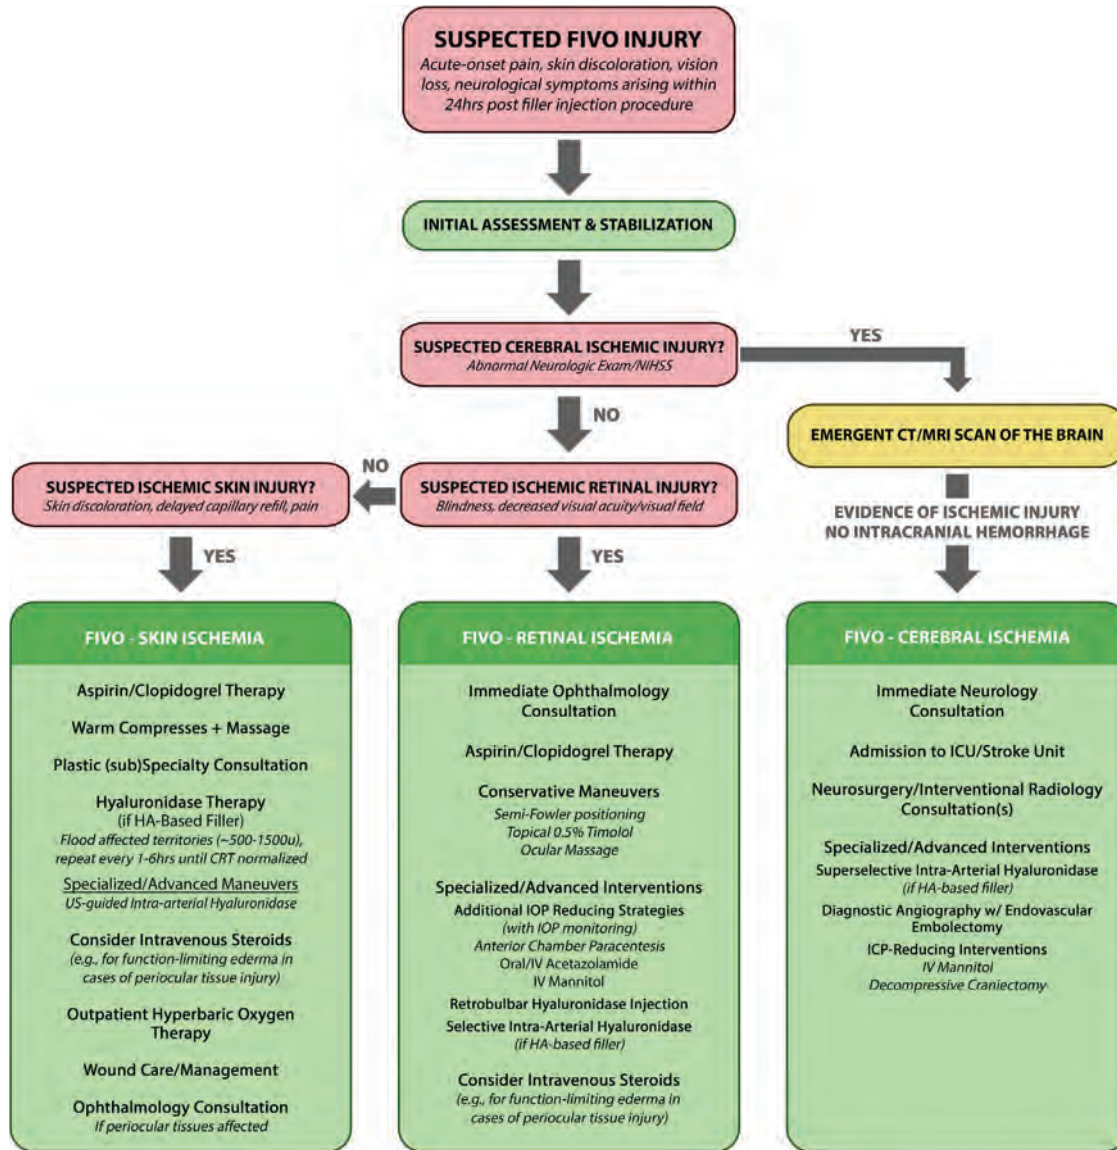 SUSPECTED FIVO INJURY
Acute-onset pain, skin discoloration, vision
loss, neurological symptoms arising within
24hrs post filler injection procedure
INITIAL ASSESSMENT & STABILIZATION
SUSPECTED CEREBRAL ISCHEMIC INJURY?
Abnormal Neurologic Exam/NIHSS
YES
NO
EMERGENT CT/MRI SCAN OF THE BRAIN
EVIDENCE OF ISCHEMIC INJURY
NO INTRACRANIAL HEMORRHAGE
SUSPECTED ISCHEMIC RETINAL INJURY?
Blindness, decreased visual acuity/visual field
NO
SUSPECTED ISCHEMIC SKIN INJURY?
Skin discoloration, delayed capillary refill, pain
YES
YES
FIVO - SKIN ISCHEMIA
Aspirin/Clopidogrel Therapy
Warm Compresses + Massage
Plastic (sub)Specialty Consultation
Hyaluronidase Therapy
(if HA-Based Filler)
Flood affected territories (~500-1500u),
repeat every 1-6hrs until CRT normalized
Specialized/Advanced Maneuvers
US-guided Intra-arterial Hyaluronidase
Consider Intravenous Steroids
(e.g., for function-limiting edema in
cases of periocular tissue injury)
Outpatient Hyperbaric Oxygen
Therapy
Wound Care/Management
Ophthalmology Consultation
If periocular tissues affected
FIVO - RETINAL ISCHEMIA
Immediate Ophthalmology
Consultation
Aspirin/Clopidogrel Therapy
Conservative Maneuvers
Semi-Fowler positioning
Topical 0.5% Timolol
Ocular Massage
Specialized/Advanced Interventions
Additional IOP Reducing Strategies
(with IOP monitoring)
Anterior Chamber Paracentesis
Oral/IV Acetazolamide
IV Mannitol
Retrobulbar Hyaluronidase Injection
Selective Intra-Arterial Hyaluronidase
(if HA-based filler)
Consider Intravenous Steroids
(e.g., for function-limiting edema in
cases of periocular tissue injury)
FIVO - CEREBRAL ISCHEMIA
Immediate Neurology
Consultation
Admission to ICU/Stroke Unit
Neurosurgery/Interventional Radiology
Consultation(s)
Specialized/Advanced Interventions
Superselective Intra-Arterial Hyaluronidase
(if HA-based filler)
Diagnostic Angiography w/ Endovascular
Embolectomy
ICP-Reducing Interventions
IV Mannitol
Decompressive Craniectomy